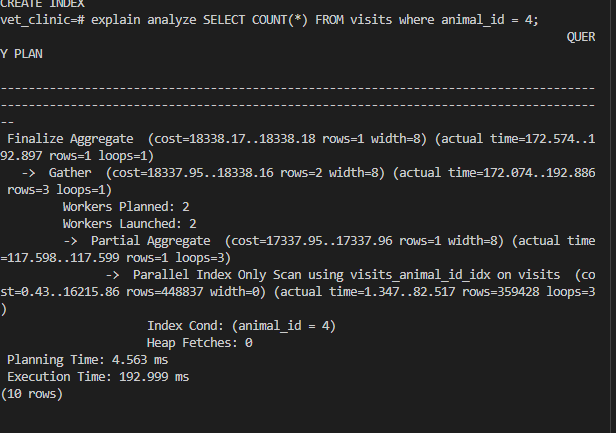 CREATE INDEX
vet_clinic=# explain analyze SELECT COUNT(*) FROM visits where animal_id = 4;
QUER
Y PLAN
-------------------------------------------------------------------------------------
-------------------------------------------------------------------------------------
--
Finalize Aggregate  (cost=18338.17..18338.18 rows=1 width=8) (actual time=172.574..1
92.897 rows=1 loops=1)
  ->  Gather  (cost=18337.95..18338.16 rows=2 width=8) (actual time=172.074..192.886
 rows=3 loops=1)
        Workers Planned: 2
        Workers Launched: 2
        ->  Partial Aggregate  (cost=17337.95..17337.96 rows=1 width=8) (actual time
=117.598..117.599 rows=1 loops=3)
              ->  Parallel Index Only Scan using visits_animal_id_idx on visits  (co
st=0.43..16215.86 rows=448837 width=0) (actual time=1.347..82.517 rows=359428 loops=3
)
                    Index Cond: (animal_id = 4)
                    Heap Fetches: 0
Planning Time: 4.563 ms
Execution Time: 192.999 ms
(10 rows)